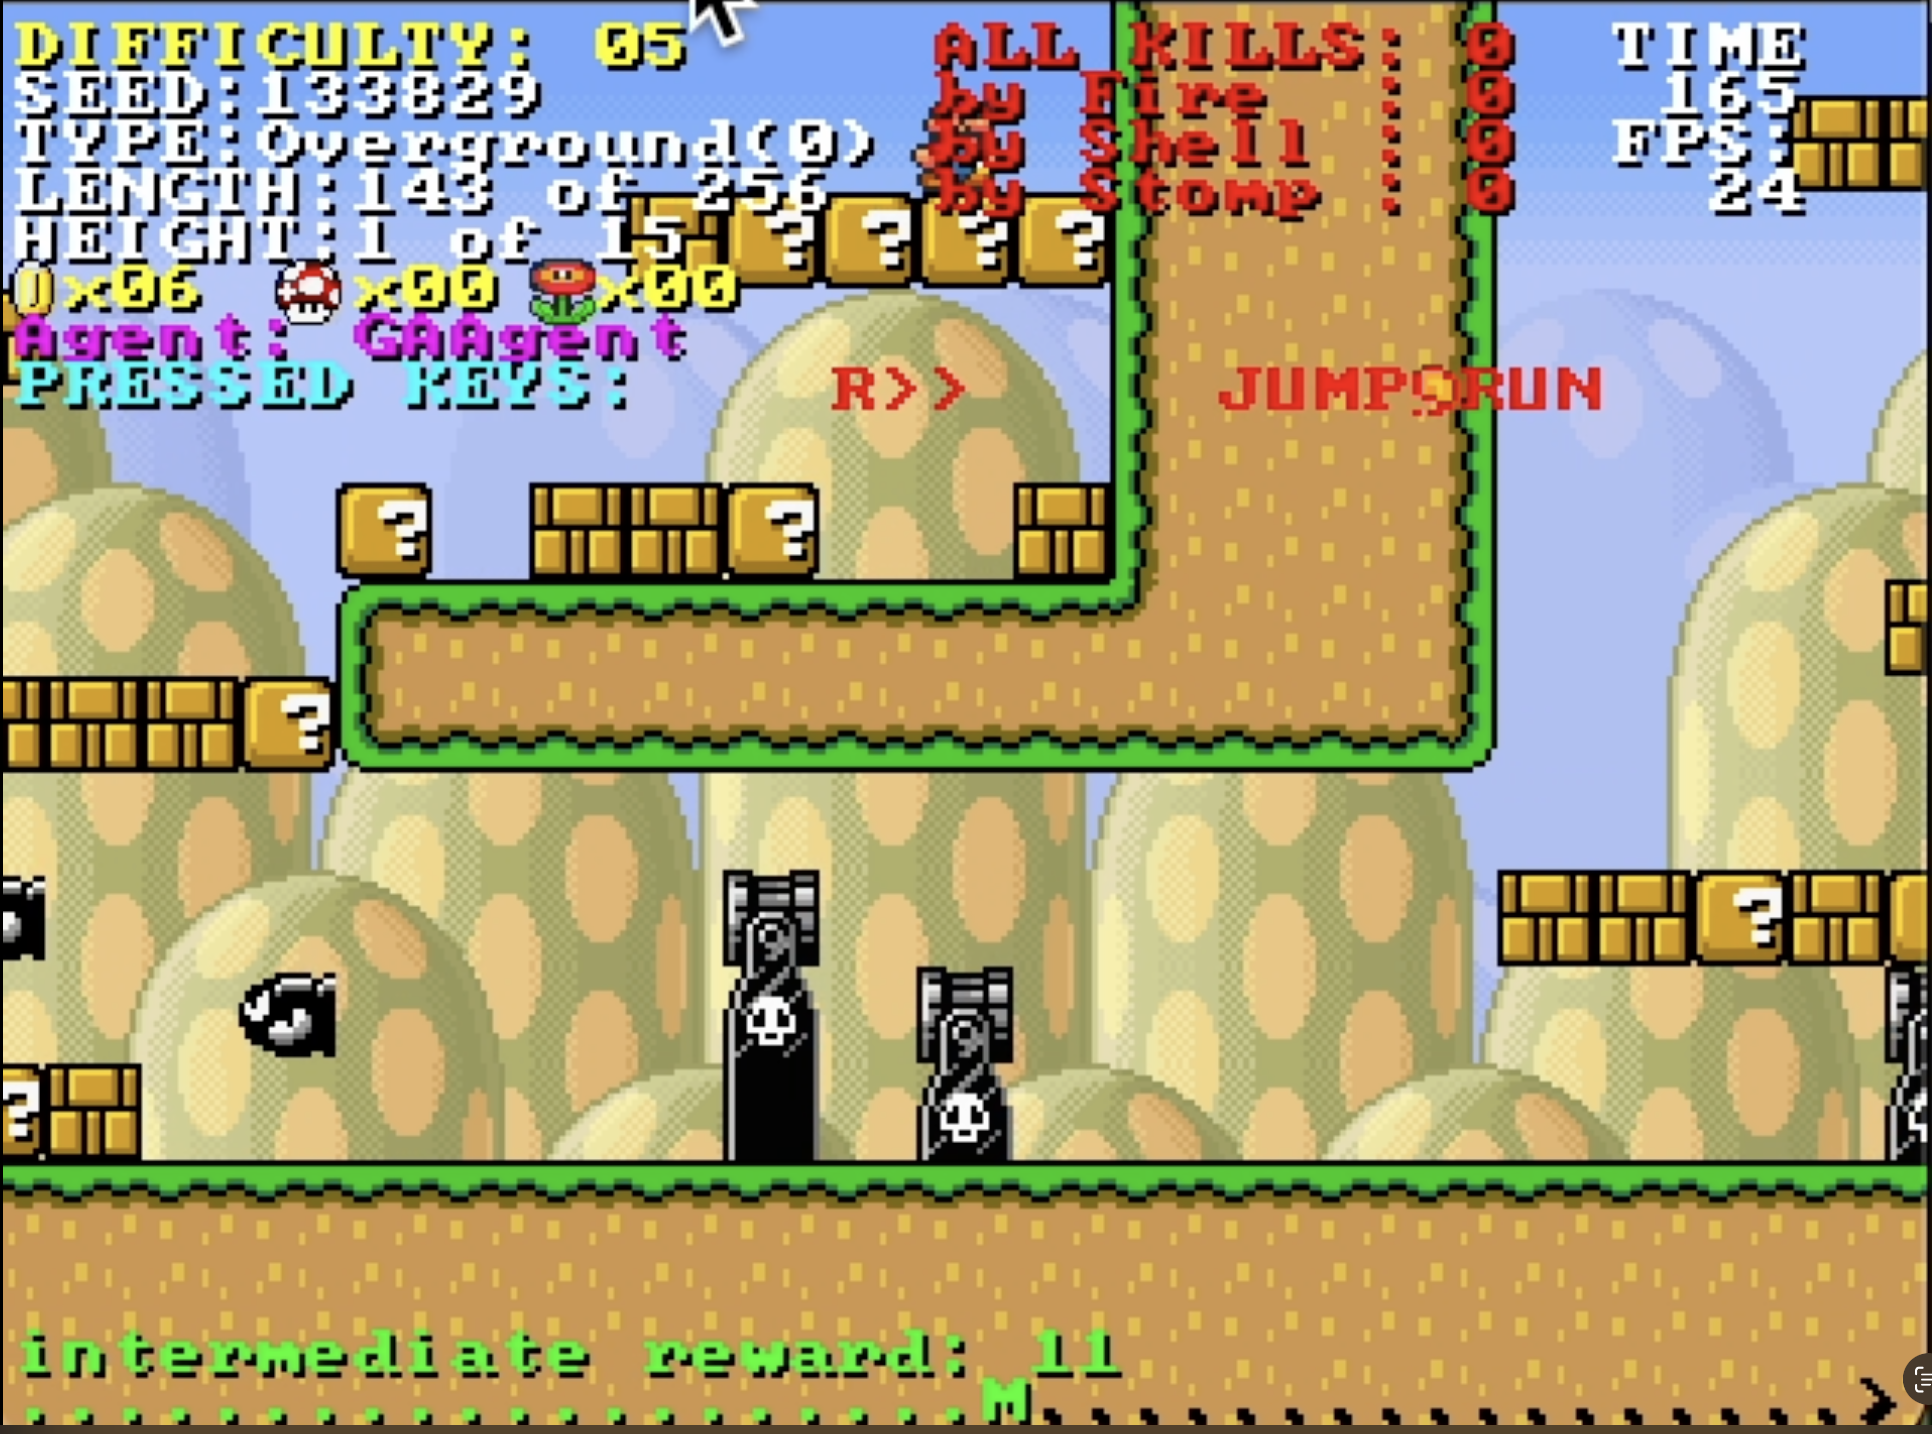 DIFFICULTY: 05
SEED:133829
TYPE:Overground(0)
LENGTH:143 of 256
HEIGHT:1 of 15
x06 x00 x00
Agent: GAAgent
PRESSED KEYS: R>> JUMP RUN
ALL KILLS: 0
by Fire : 0
by Shell : 0
by Stomp : 0
TIME
165
FPS:
24
? ? ? ?
? ?
?
?
?
intermediate reward: 11
M >